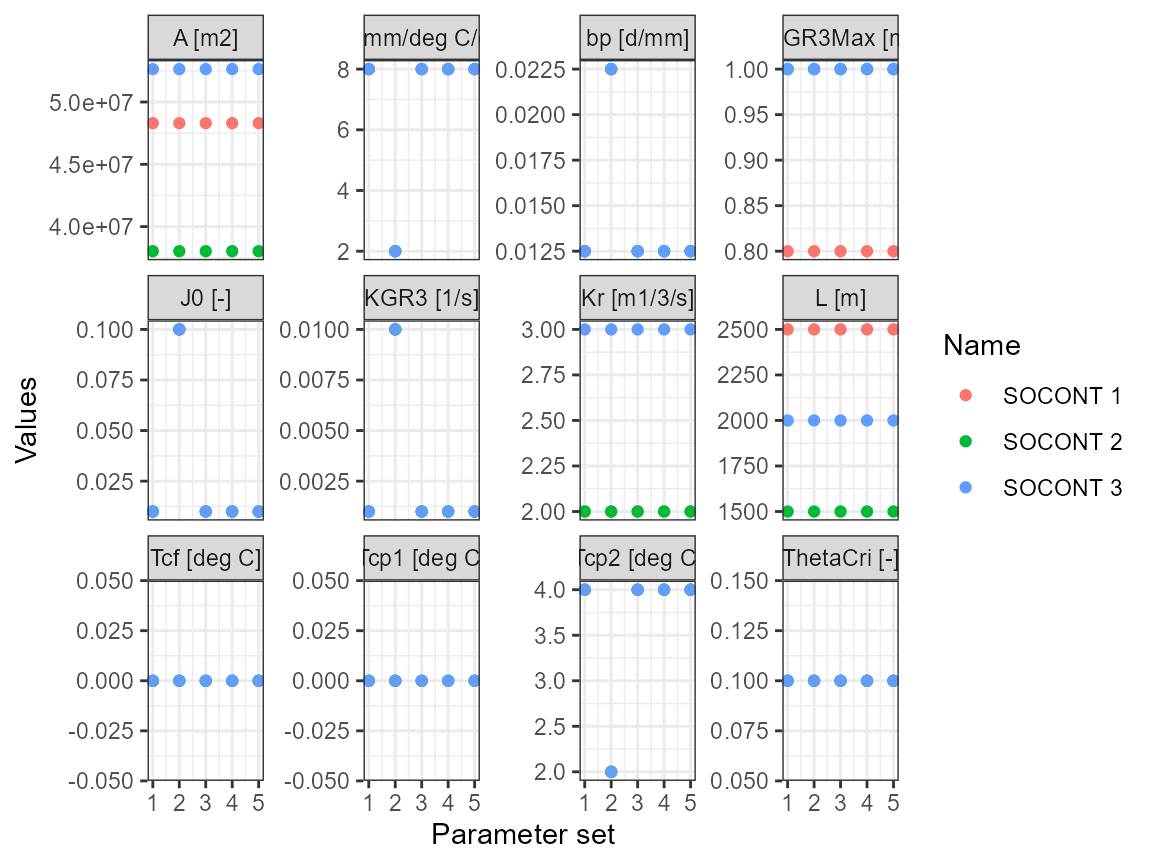 A [m2]
mm/deg C/
bp [d/mm]
GR3Max [
5.0e+07
4.5e+07
4.0e+07
8
6
4
2
0.0225
0.0200
0.0175
0.0150
0.0125
1.00
0.95
0.90
0.85
0.80
J0 [-]
KGR3 [1/s]
Kr [m1/3/s]
L [m]
0.100
0.075
0.050
0.025
0.0100
0.0075
0.0050
0.0025
3.00
2.75
2.50
2.25
2.00
2500
2250
2000
1750
1500
Tcf [deg C]
Tcp1 [deg C
Tcp2 [deg C
ThetaCri [-]
0.050
0.025
0.000
-0.025
-0.050
0.050
0.025
0.000
-0.025
-0.050
4.0
3.5
3.0
2.5
2.0
0.150
0.125
0.100
0.075
0.050
1 2 3 4 5
1 2 3 4 5
1 2 3 4 5
1 2 3 4 5
Parameter set
Values
Name
SOCONT 1
SOCONT 2
SOCONT 3